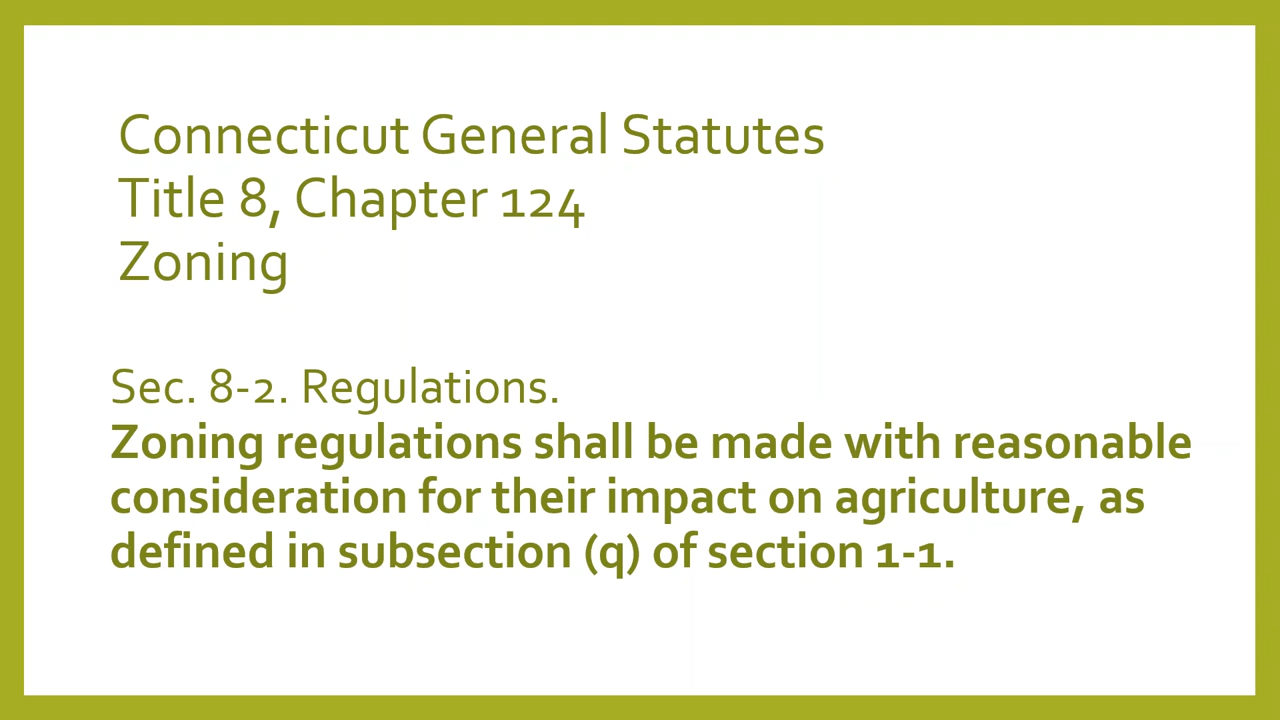 Connecticut General Statutes
Title 8, Chapter 124
Zoning
Sec. 8-2. Regulations.
Zoning regulations shall be made with reasonable
consideration for their impact on agriculture, as
defined in subsection (q) of section 1-1.